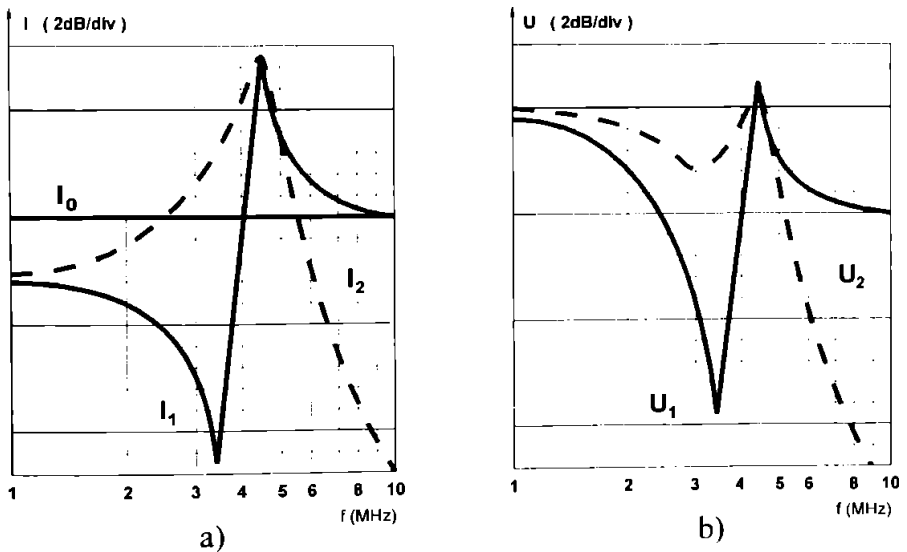 I ( 2dB/div )
I₀
I₂
I₁
1 2 3 4 5 6 8 10
f (MHz)
a)
U ( 2dB/div )
U₂
U₁
1 2 3 4 5 6 8 10
f (MHz)
b)